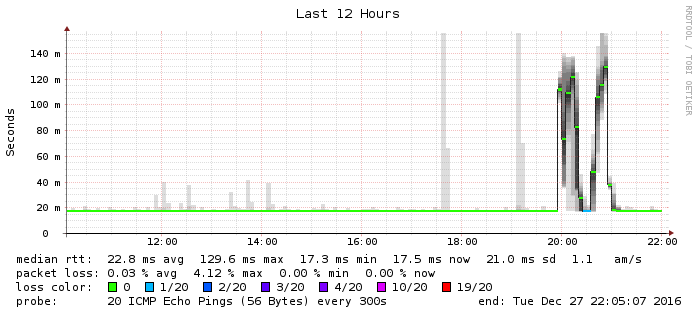 Last 12 Hours
RRDTOOL / TOBI OETIKER
Seconds
140 m
120 m
100 m
80 m
60 m
40 m
20 m
0
12:00 14:00 16:00 18:00 20:00 22:00
median rtt: 22.8 ms avg 129.6 ms max 17.3 ms min 17.5 ms now 21.0 ms sd 1.1 am/s
packet loss: 0.03 % avg 4.12 % max 0.00 % min 0.00 % now
loss color: 0 1/20 2/20 3/20 4/20 10/20 19/20
probe: 20 ICMP Echo Pings (56 Bytes) every 300s end: Tue Dec 27 22:05:07 2016